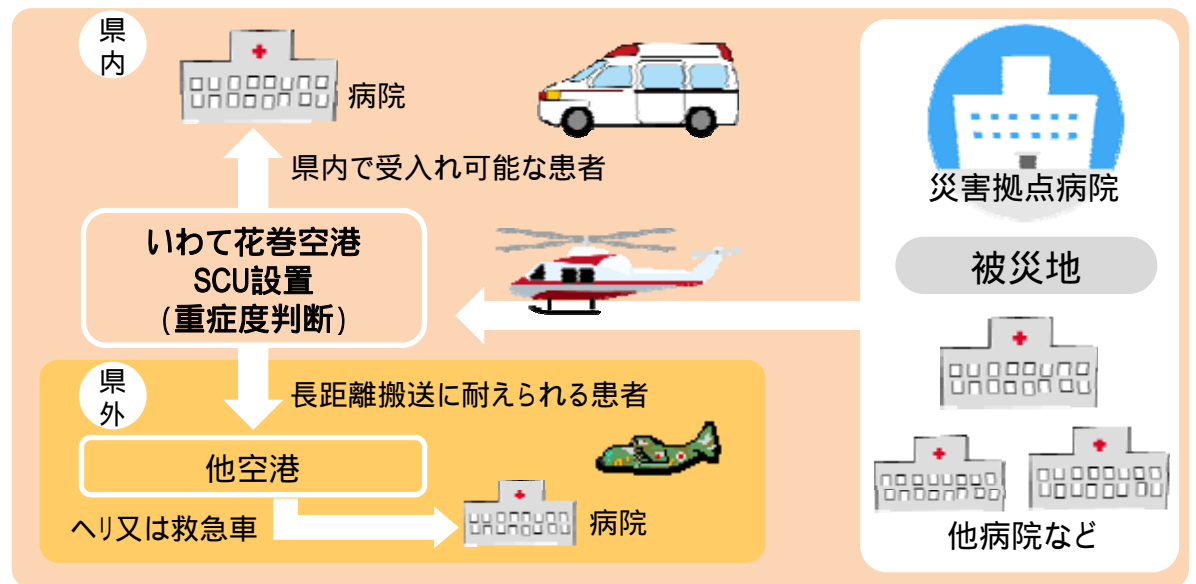 県
内
病院
県内で受入れ可能な患者
災害拠点病院
いわて花巻空港
SCU設置
(重症度判断)
被災地
県
外
長距離搬送に耐えられる患者
他空港
ヘリ又は救急車
病院
他病院など